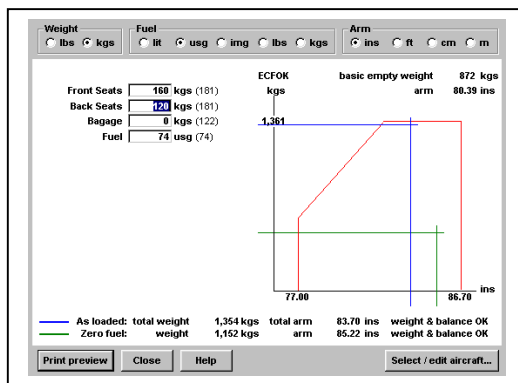 Weight Fuel Arm
lbs kgs lit usg img lbs kgs ins ft cm m
ECFOK basic empty weight 872 kgs
kgs arm 80.39 ins
Front Seats 160 kgs (181)
Back Seats 120 kgs (181)
Bagage 0 kgs (122)
Fuel 74 usg (74)
1,361
ins
77.00 86.70
As loaded: total weight 1,354 kgs total arm 83.70 ins weight & balance OK
Zero fuel: weight 1,152 kgs arm 85.22 ins weight & balance OK
Print preview Close Help Select / edit aircraft...